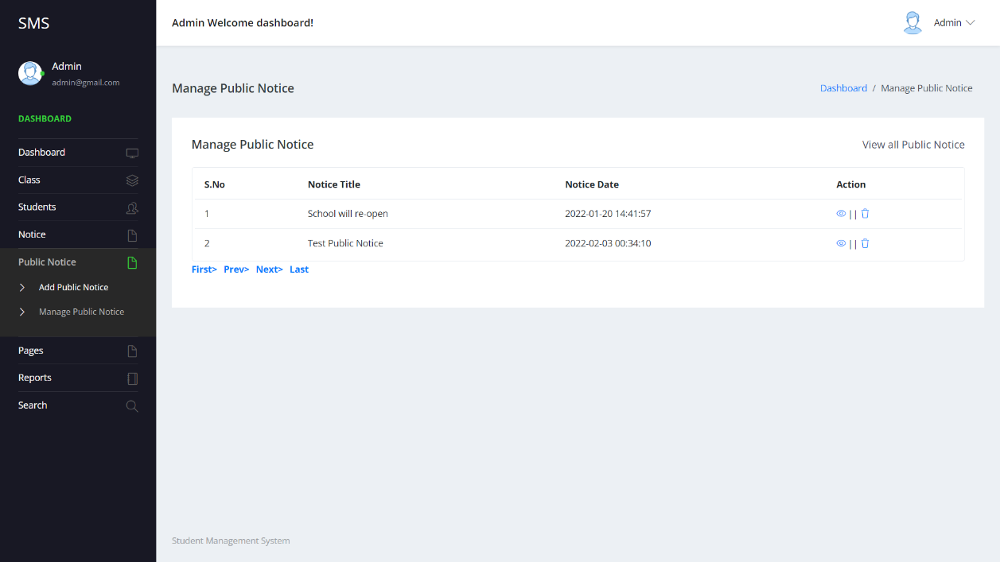 SMS
Admin Welcome dashboard!
Admin
Admin
admin@gmail.com
DASHBOARD
Dashboard
Class
Students
Notice
Public Notice
Add Public Notice
Manage Public Notice
Pages
Reports
Search
Manage Public Notice
Dashboard / Manage Public Notice
Manage Public Notice
View all Public Notice
S.No Notice Title Notice Date Action
1 School will re-open 2022-01-20 14:41:57 ||
2 Test Public Notice 2022-02-03 00:34:10 ||
First> Prev> Next> Last
Student Management System